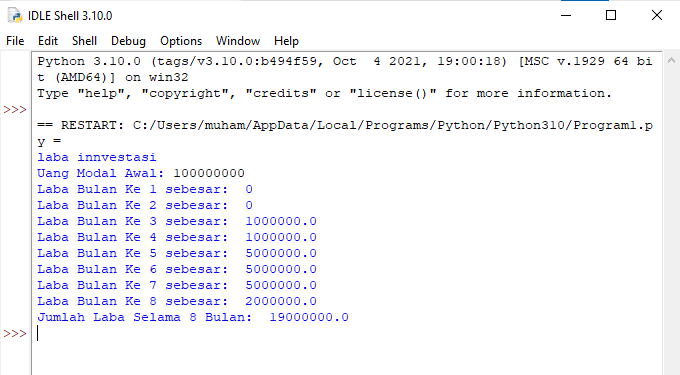 IDLE Shell 3.10.0
File Edit Shell Debug Options Window Help
Python 3.10.0 (tags/v3.10.0:b494f59, Oct  4 2021, 19:00:18) [MSC v.1929 64 bi
t (AMD64)] on win32
Type "help", "copyright", "credits" or "license()" for more information.
>>>
== RESTART: C:/Users/muham/AppData/Local/Programs/Python/Python310/Program1.p
y =
laba innvestasi
Uang Modal Awal: 100000000
Laba Bulan Ke 1 sebesar:  0
Laba Bulan Ke 2 sebesar:  0
Laba Bulan Ke 3 sebesar:  1000000.0
Laba Bulan Ke 4 sebesar:  1000000.0
Laba Bulan Ke 5 sebesar:  5000000.0
Laba Bulan Ke 6 sebesar:  5000000.0
Laba Bulan Ke 7 sebesar:  5000000.0
Laba Bulan Ke 8 sebesar:  2000000.0
Jumlah Laba Selama 8 Bulan:  19000000.0
>>>